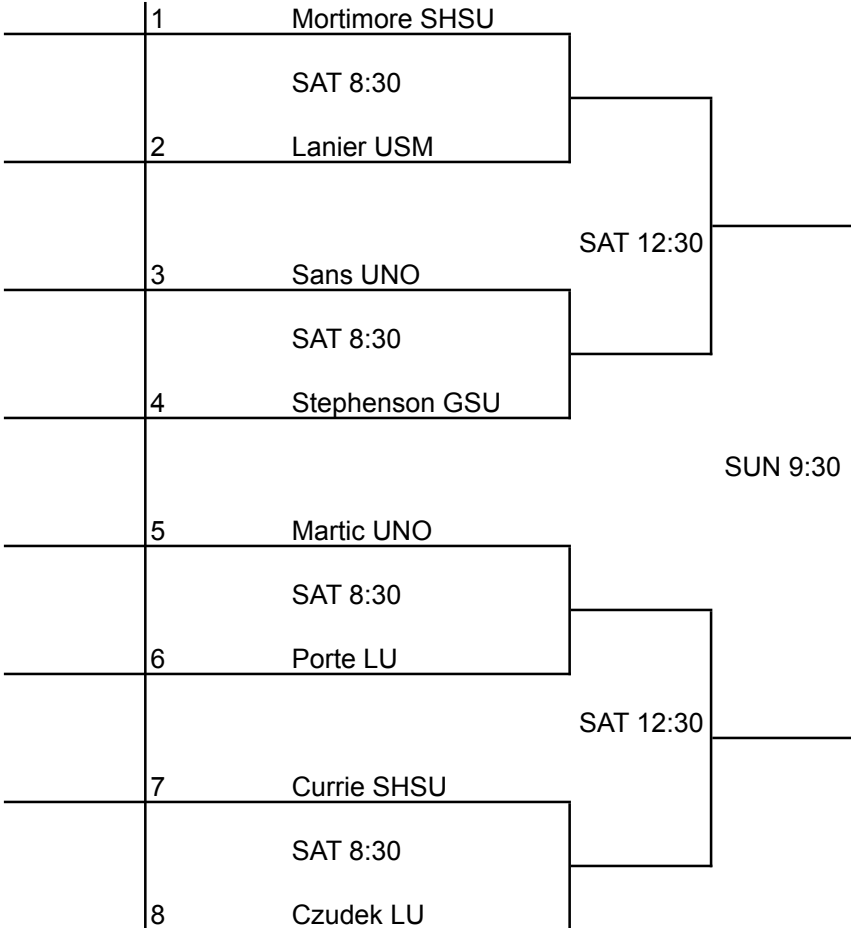 1 Mortimore SHSU
SAT 8:30
2 Lanier USM
SAT 12:30
3 Sans UNO
SAT 8:30
4 Stephenson GSU
SUN 9:30
5 Martic UNO
SAT 8:30
6 Porte LU
SAT 12:30
7 Currie SHSU
SAT 8:30
8 Czudek LU